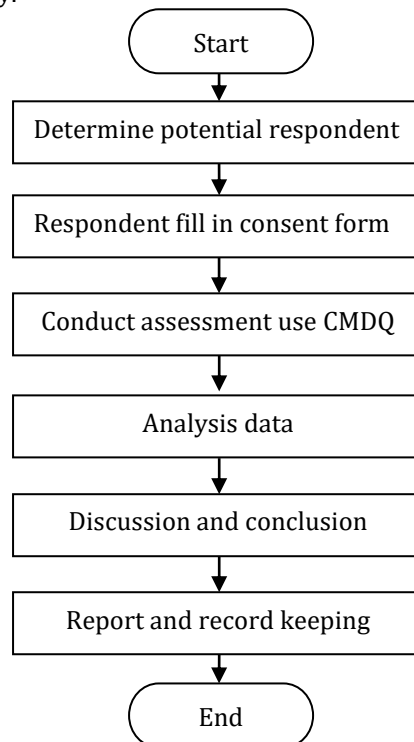 y.
Start
Determine potential respondent
Respondent fill in consent form
Conduct assessment use CMDQ
Analysis data
Discussion and conclusion
Report and record keeping
End